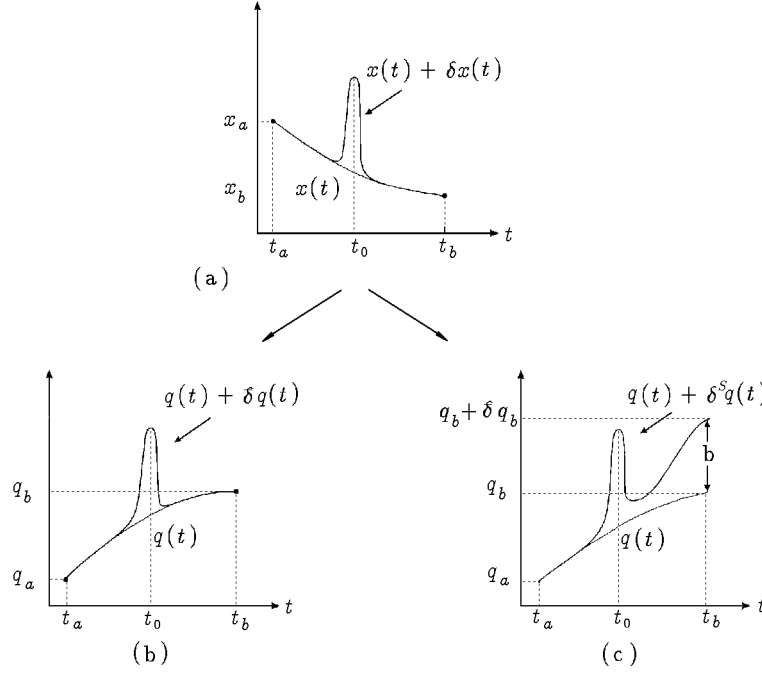 x(t) + δx(t)
x_a
x(t)
x_b
t_a t_0 t_b t
(a)
q(t) + δq(t)
q_b
q(t)
q_a
t_a t_0 t_b t
(b)
q(t) + δ^S q(t)
q_b + δq_b
b
q_b
q(t)
q_a
t_a t_0 t_b t
(c)